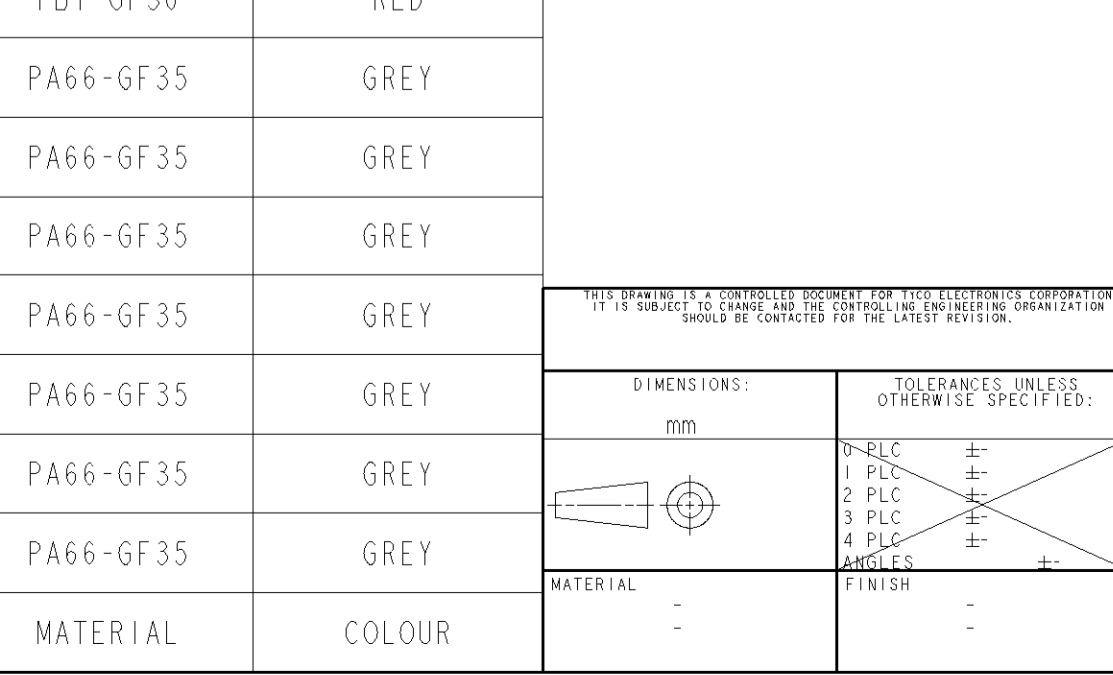 PA66-GF35 GREY
PA66-GF35 GREY
PA66-GF35 GREY
PA66-GF35 GREY
PA66-GF35 GREY
PA66-GF35 GREY
PA66-GF35 GREY
MATERIAL COLOUR
THIS DRAWING IS A CONTROLLED DOCUMENT FOR TYCO ELECTRONICS CORPORATION
IT IS SUBJECT TO CHANGE AND THE CONTROLLING ENGINEERING ORGANIZATION
SHOULD BE CONTACTED FOR THE LATEST REVISION.
DIMENSIONS:
mm
TOLERANCES UNLESS
OTHERWISE SPECIFIED:
0 PLC ±-
1 PLC ±-
2 PLC ±-
3 PLC ±-
4 PLC ±-
ANGLES ±-
MATERIAL
-
-
FINISH
-
-